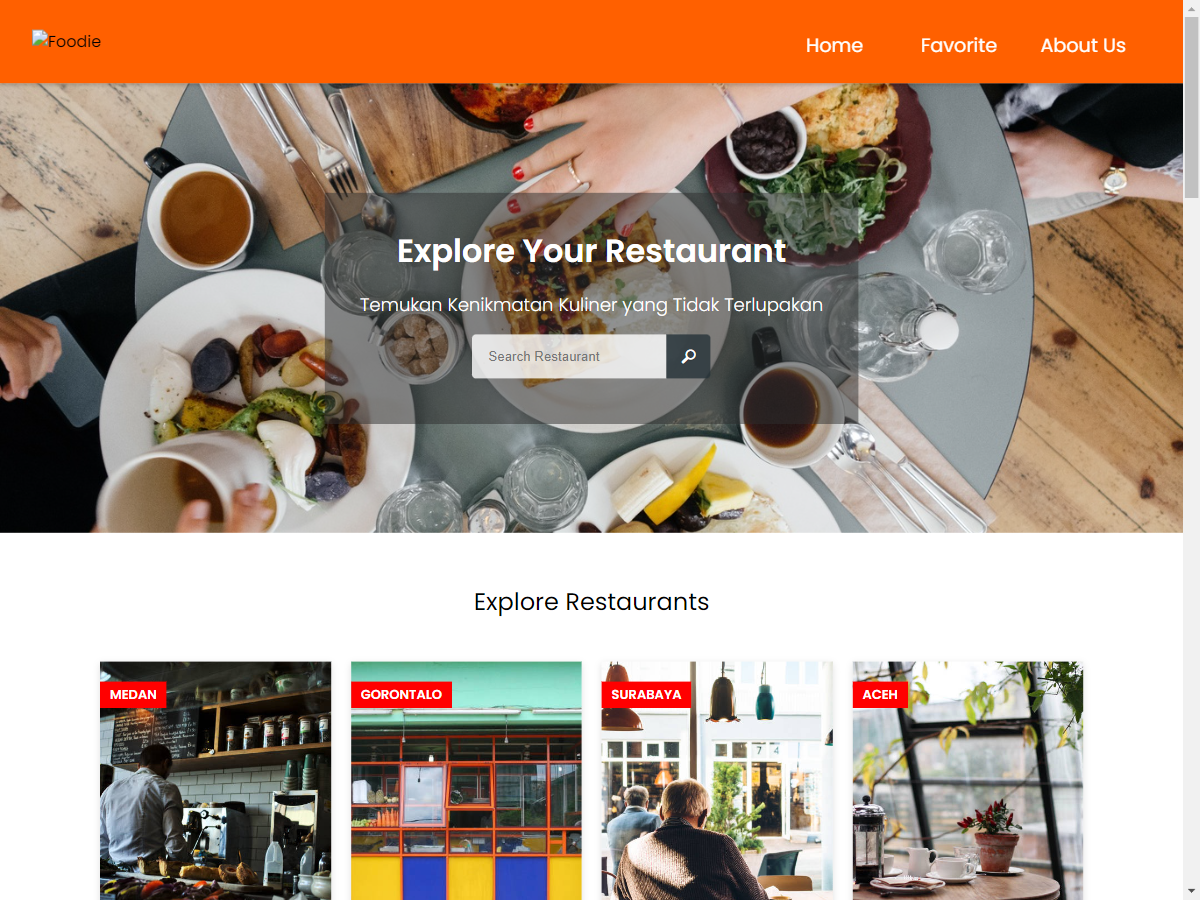 Foodie
Home
Favorite
About Us
Explore Your Restaurant
Temukan Kenikmatan Kuliner yang Tidak Terlupakan
Search Restaurant
Explore Restaurants
MEDAN
GORONTALO
SURABAYA
ACEH